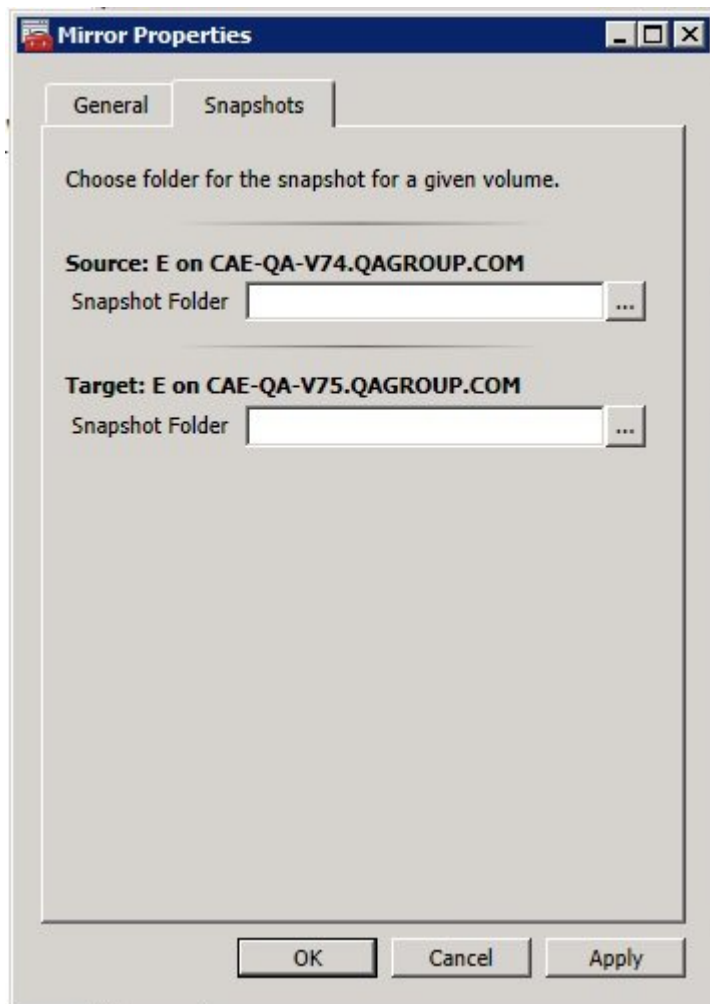 Mirror Properties
General Snapshots
Choose folder for the snapshot for a given volume.
Source: E on CAE-QA-V74.QAGROUP.COM
Snapshot Folder ...
Target: E on CAE-QA-V75.QAGROUP.COM
Snapshot Folder ...
OK Cancel Apply